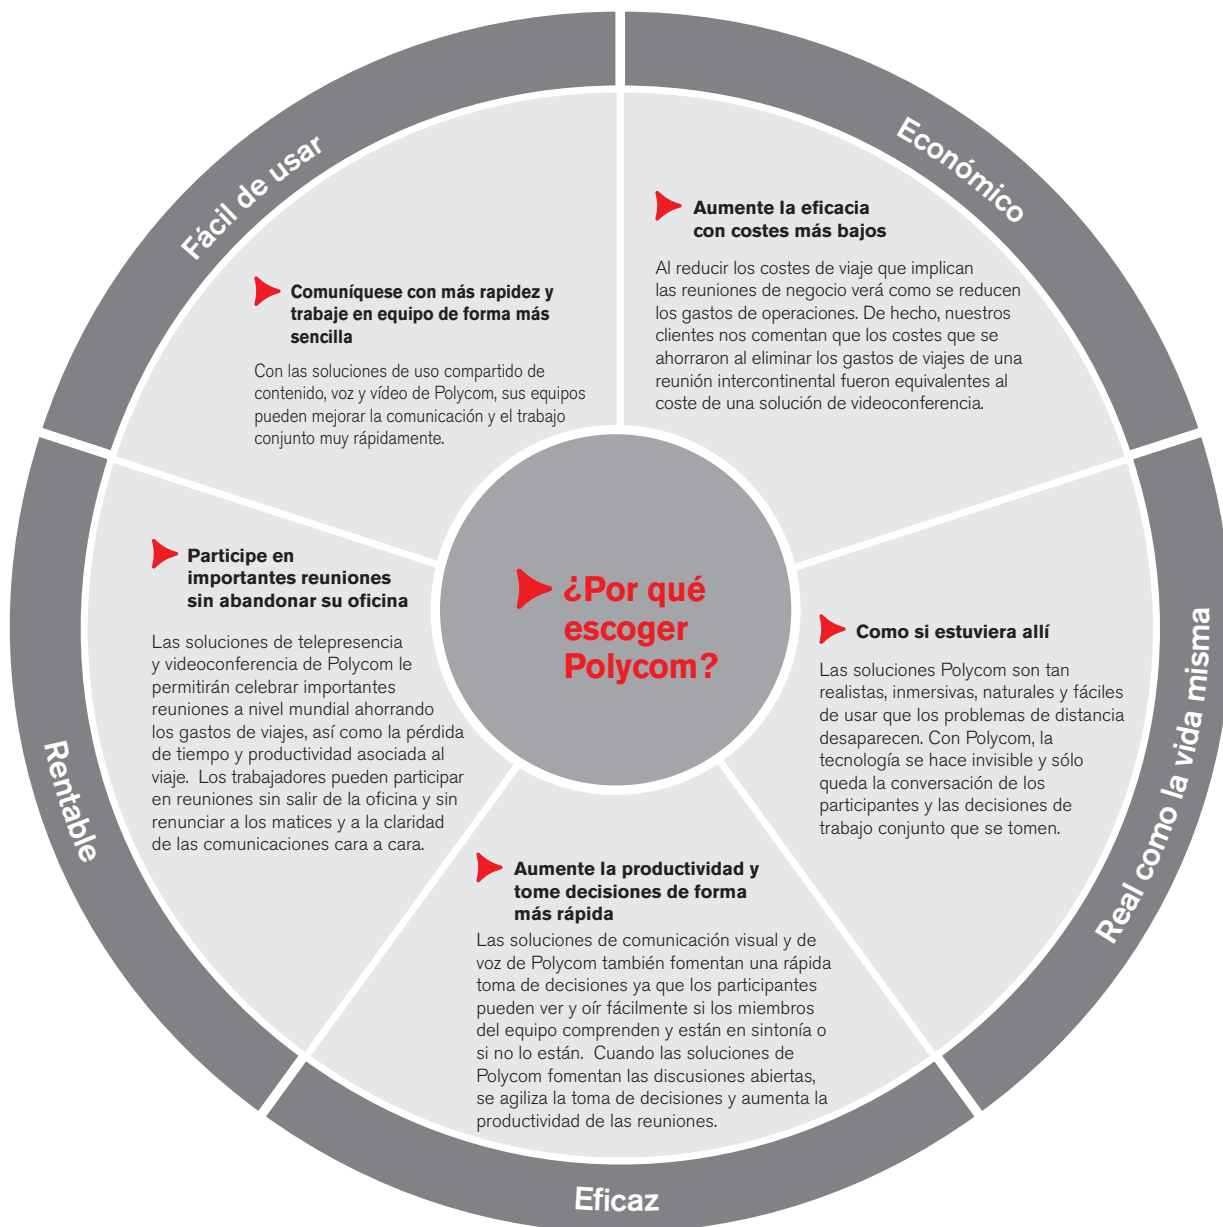 Fácil de usar
Económico
Aumente la eficacia
con costes más bajos
Al reducir los costes de viaje que implican
las reuniones de negocio verá como se reducen
los gastos de operaciones. De hecho, nuestros
clientes nos comentan que los costes que se
ahorraron al eliminar los gastos de viajes de una
reunión intercontinental fueron equivalentes al
coste de una solución de videoconferencia.
Comuníquese con más rapidez y
trabaje en equipo de forma más
sencilla
Con las soluciones de uso compartido de
contenido, voz y vídeo de Polycom, sus equipos
pueden mejorar la comunicación y el trabajo
conjunto muy rápidamente.
Participe en
importantes reuniones
sin abandonar su oficina
Las soluciones de telepresencia
y videoconferencia de Polycom le
permitirán celebrar importantes
reuniones a nivel mundial ahorrando
los gastos de viajes, así como la pérdida
de tiempo y productividad asociada al
viaje.  Los trabajadores pueden participar
en reuniones sin salir de la oficina y sin
renunciar a los matices y a la claridad
de las comunicaciones cara a cara.
¿Por qué
escoger
Polycom?
Como si estuviera allí
Las soluciones Polycom son tan
realistas, inmersivas, naturales y fáciles
de usar que los problemas de distancia
desaparecen. Con Polycom, la
tecnología se hace invisible y sólo
queda la conversación de los
participantes y las decisiones de
trabajo conjunto que se tomen.
Rentable
Real como la vida misma
Aumente la productividad y
tome decisiones de forma
más rápida
Las soluciones de comunicación visual y de
voz de Polycom también fomentan una rápida
toma de decisiones ya que los participantes
pueden ver y oír fácilmente si los miembros
del equipo comprenden y están en sintonía o
si no lo están.  Cuando las soluciones de
Polycom fomentan las discusiones abiertas,
se agiliza la toma de decisiones y aumenta la
productividad de las reuniones.
Eficaz